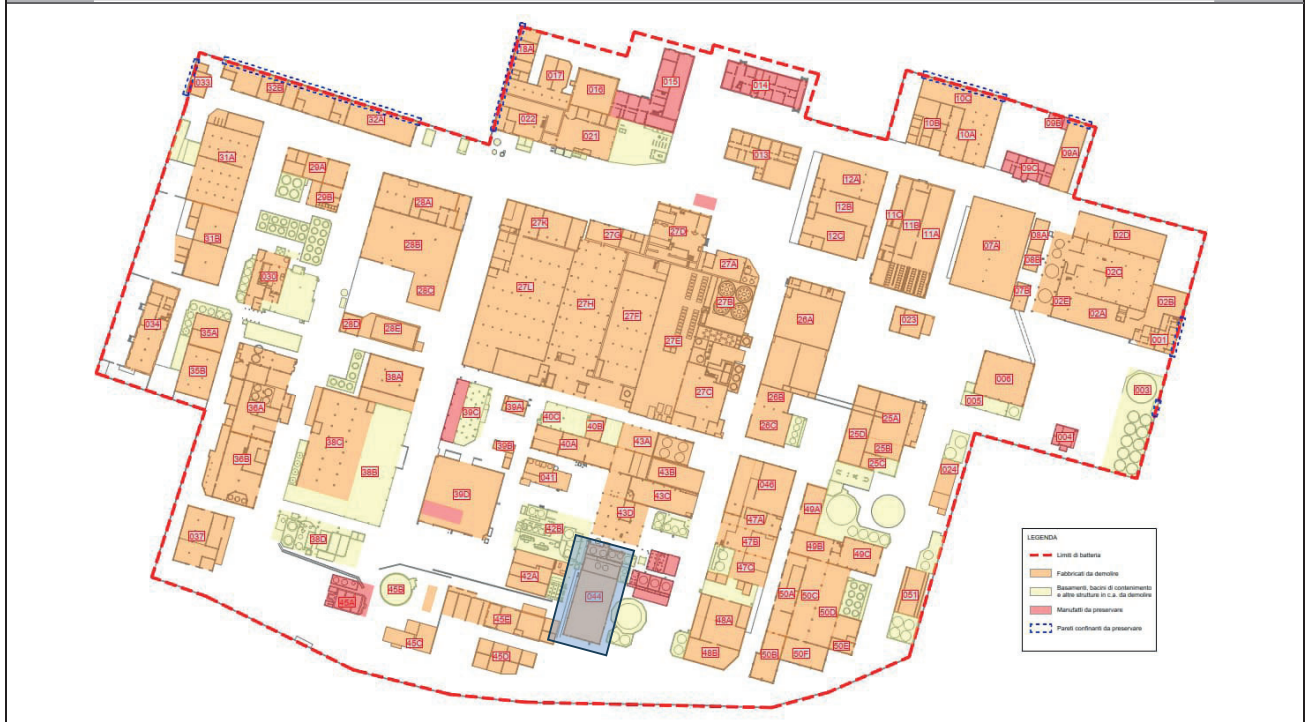 18A
017
016
015
014
033
32B
32A
022
021
10C
10B
10A
09B
09A
09C
013
31A
29A
29B
28A
28B
28C
31B
030
27K
27G
27D
27A
27B
27L
27H
27F
27E
27C
12A
12B
12C
11C
11B
11A
07A
08A
08B
07B
02D
02C
02E
02A
02B
001
023
26A
26B
26C
006
005
003
004
034
35A
35B
28D
28E
38A
36A
38C
38B
36B
39C
39A
39B
40C
40B
40A
43A
43B
43C
43D
041
39D
42B
42A
044
25A
25D
25B
25C
024
046
47A
47B
47C
49A
49B
49C
50A
50C
50D
50E
50F
50B
051
48A
48B
037
38D
45A
45B
45C
45E
45D
LEGENDA
Limiti di batteria
Fabbricati da demolire
Basamenti, bacini di contenimento
e altre strutture in c.a. da demolire
Manufatti da preservare
Pareti confinanti da preservare